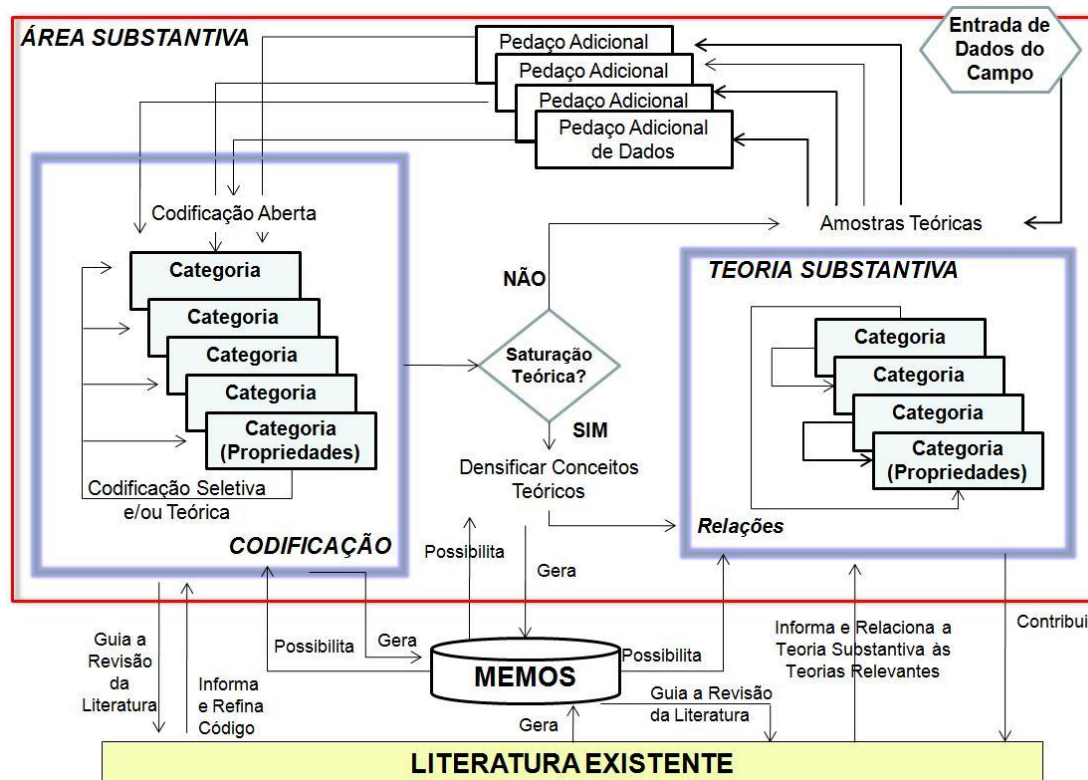 ÁREA SUBSTANTIVA
Entrada de
Dados do
Campo
Pedaço Adicional
Pedaço Adicional
Pedaço Adicional
Pedaço Adicional
de Dados
Codificação Aberta
Amostras Teóricas
Categoria
Categoria
Categoria
Categoria
Categoria
(Propriedades)
Codificação Seletiva
e/ou Teórica
CODIFICAÇÃO
NÃO
Saturação
Teórica?
SIM
Densificar Conceitos
Teóricos
TEORIA SUBSTANTIVA
Categoria
Categoria
Categoria
Categoria
(Propriedades)
Relações
Possibilita
Gera
Guia a
Revisão
da
Literatura
Informa
e Refina
Código
Possibilita
Gera
MEMOS
Possibilita
Guia a Revisão
da Literatura
Gera
Informa e Relaciona a
Teoria Substantiva às
Teorias Relevantes
Contribui
LITERATURA EXISTENTE